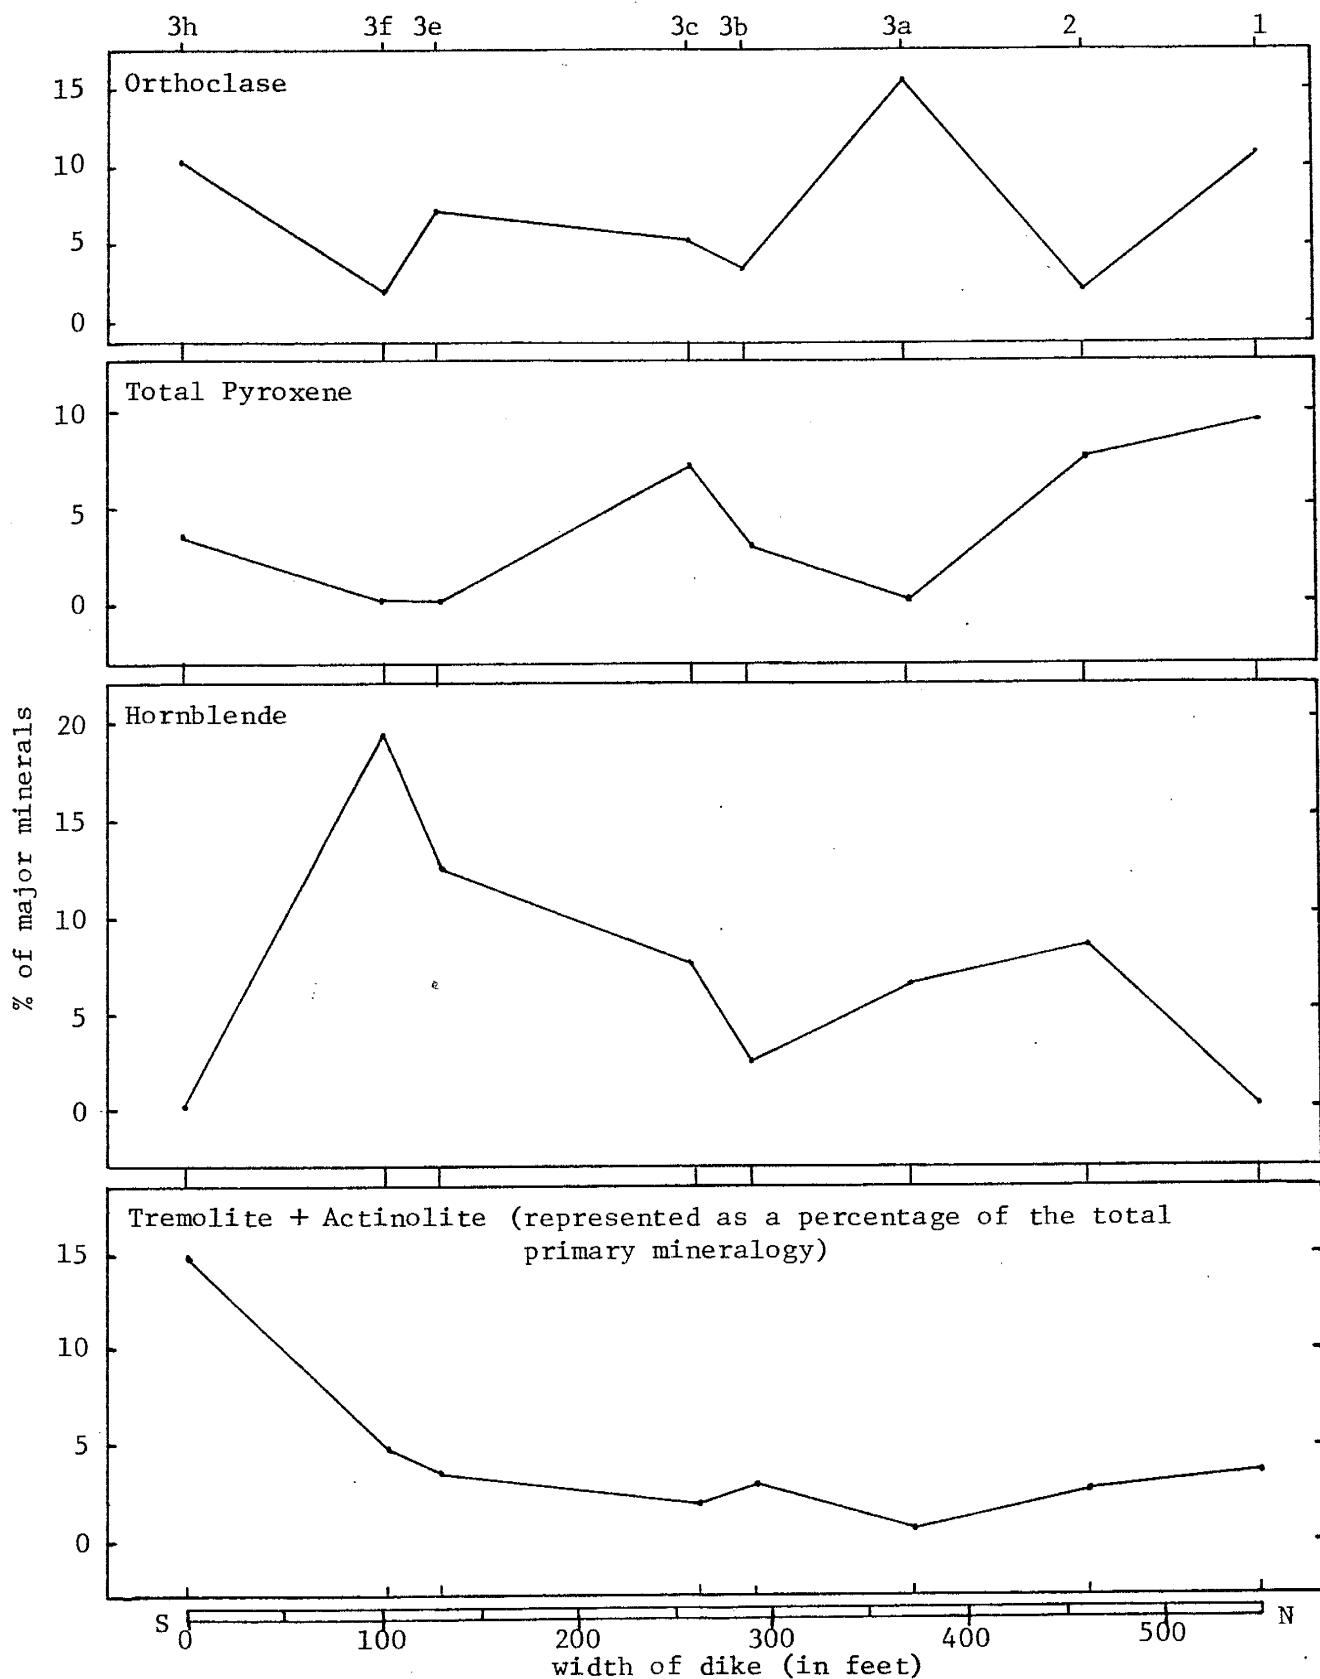 3h 3f 3e 3c 3b 3a 2 1
Orthoclase
15
10
5
0
Total Pyroxene
10
5
0
% of major minerals
Hornblende
20
15
10
5
0
Tremolite + Actinolite (represented as a percentage of the total
primary mineralogy)
15
10
5
0
S N
0 100 200 300 400 500
width of dike (in feet)